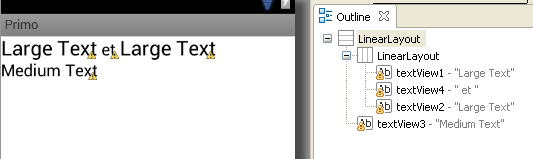 Primo
Large Text et Large Text
Medium Text
Outline
LinearLayout
LinearLayout
textView1 - "Large Text"
textView4 - " et "
textView2 - "Large Text"
textView3 - "Medium Text"